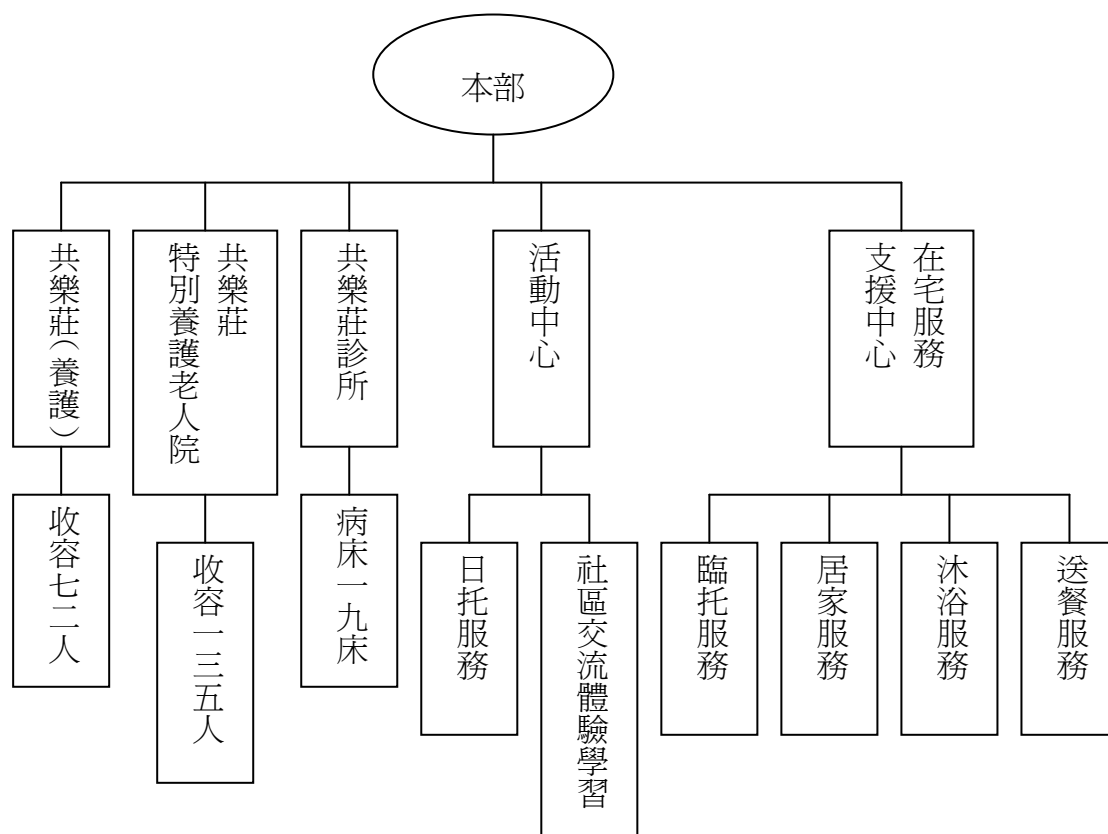 本部
共樂莊（養護）
共樂莊
特別養護老人院
共樂莊診所
活動中心
在宅服務
支援中心
收容七二人
收容一三五人
病床一九床
日托服務
社區交流體驗學習
臨托服務
居家服務
沐浴服務
送餐服務